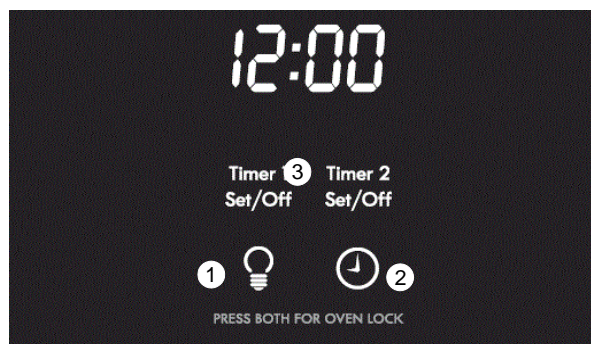 12:00
Timer 3 Timer 2
Set/Off Set/Off
1 2
PRESS BOTH FOR OVEN LOCK